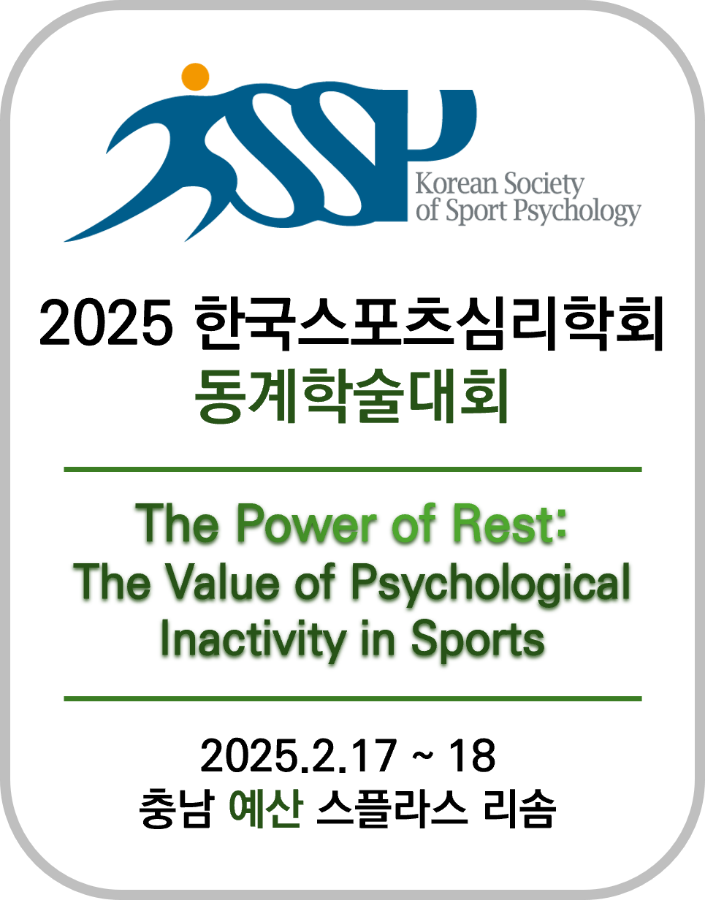 KSSP
Korean Society
of Sport Psychology
2025 한국스포츠심리학회
동계학술대회
The Power of Rest:
The Value of Psychological
Inactivity in Sports
2025.2.17 ~ 18
충남 예산 스플라스 리솜